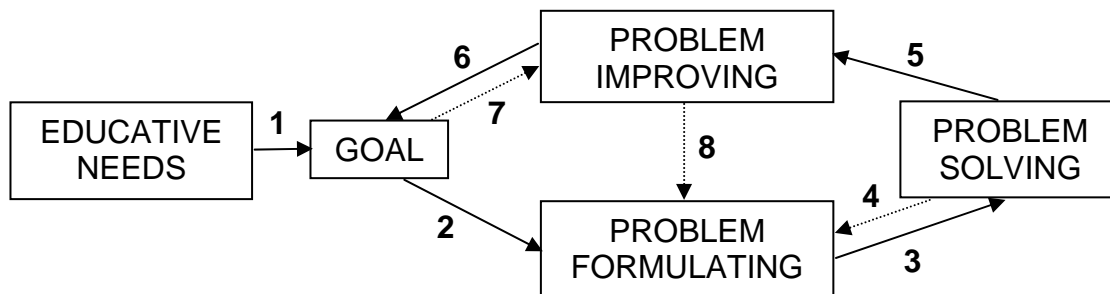 PROBLEM
IMPROVING
6
5
7
EDUCATIVE
NEEDS
1
GOAL
8
PROBLEM
SOLVING
4
2
PROBLEM
FORMULATING
3